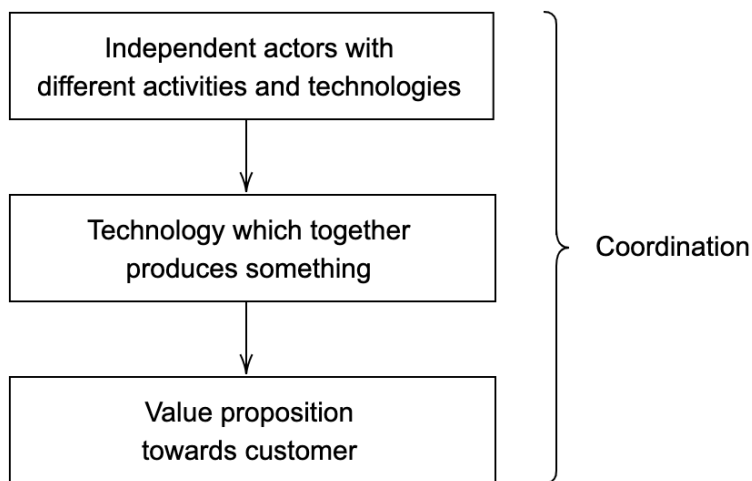 Independent actors with
different activities and technologies
Technology which together
produces something
Coordination
Value proposition
towards customer